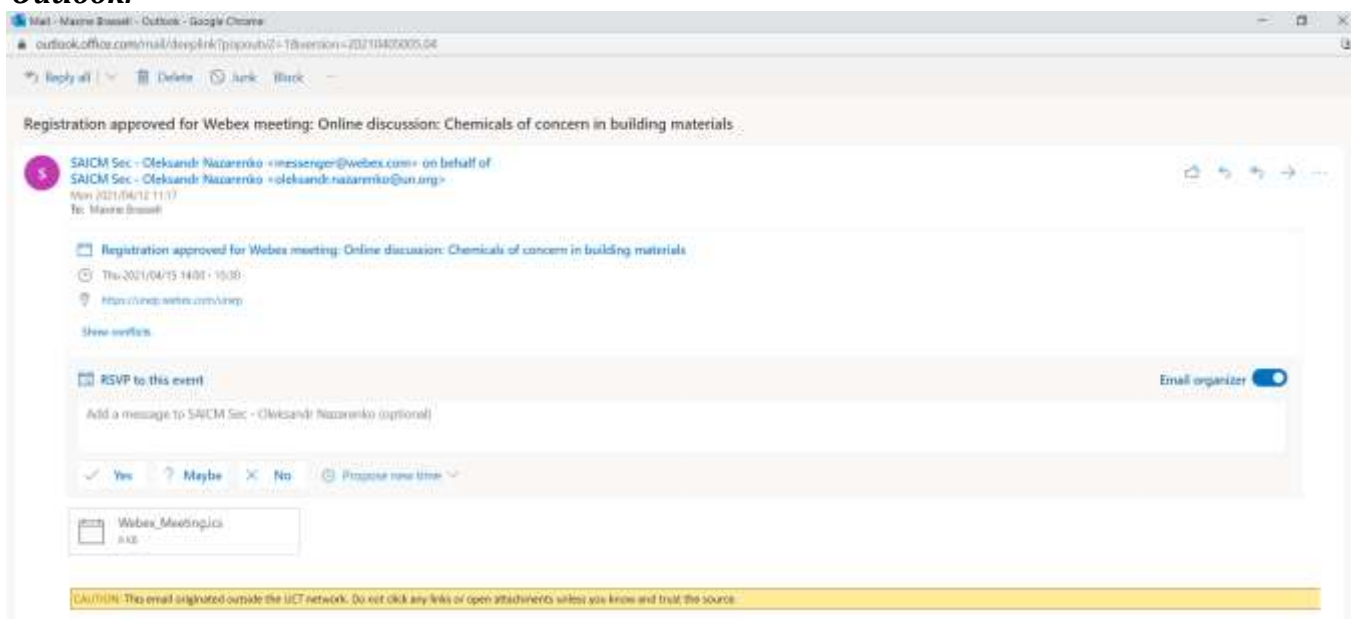 Outlook:
Mail - Maxine Brassell - Outlook - Google Chrome
outlook.office.com/mail/deeplink?popoutv2=1&version=20210405005.04
Reply all Delete Junk Block ...
Registration approved for Webex meeting: Online discussion: Chemicals of concern in building materials
S
SAICM Sec - Oleksandr Nazarenko <messenger@webex.com> on behalf of
SAICM Sec - Oleksandr Nazarenko <oleksandr.nazarenko@un.org>
Mon 2021/04/12 11:17
To: Maxine Brassell
Registration approved for Webex meeting: Online discussion: Chemicals of concern in building materials
Thu 2021/04/15 14:00 - 15:30
https://unep.webex.com/unep
Show conflicts
RSVP to this event Email organizer
Add a message to SAICM Sec - Oleksandr Nazarenko (optional)
Yes ? Maybe No Propose new time
Webex_Meeting.ics
CAUTION: This email originated outside the UCT network. Do not click any links or open attachments unless you know and trust the source.